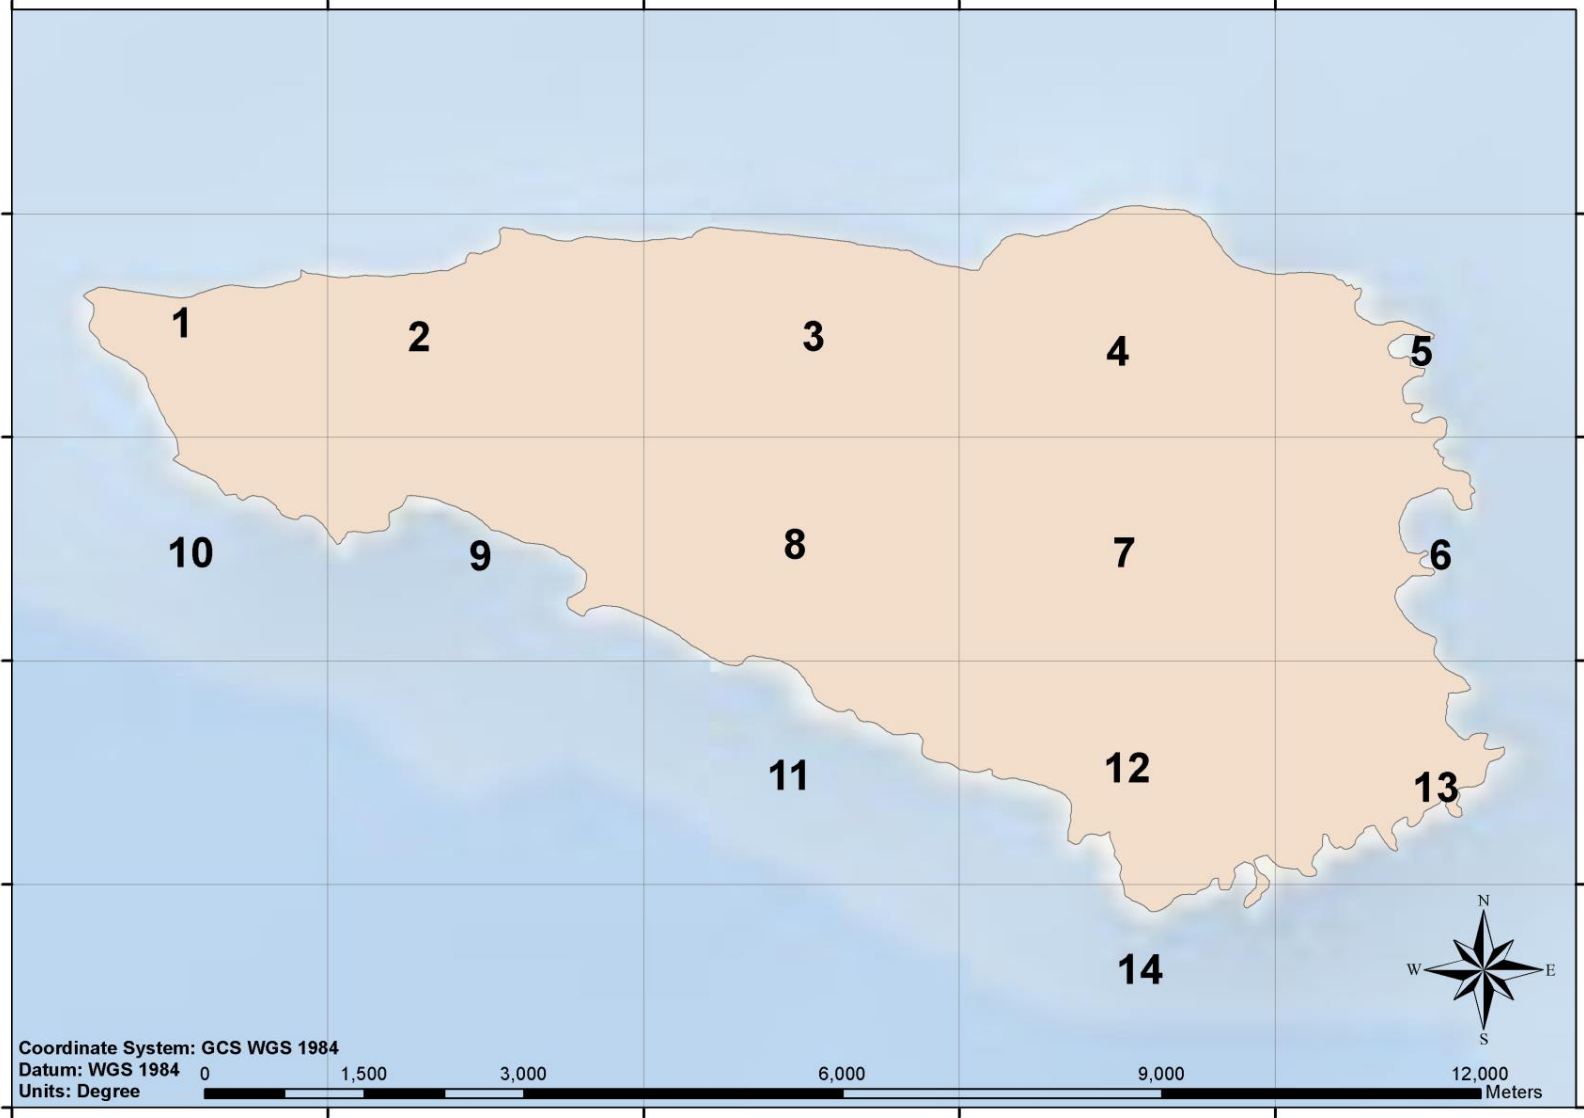 1
2
3
4
5
10
9
8
7
6
11
12
13
14
N
W E
S
Coordinate System: GCS WGS 1984
Datum: WGS 1984
Units: Degree
0 1,500 3,000 6,000 9,000 12,000
Meters